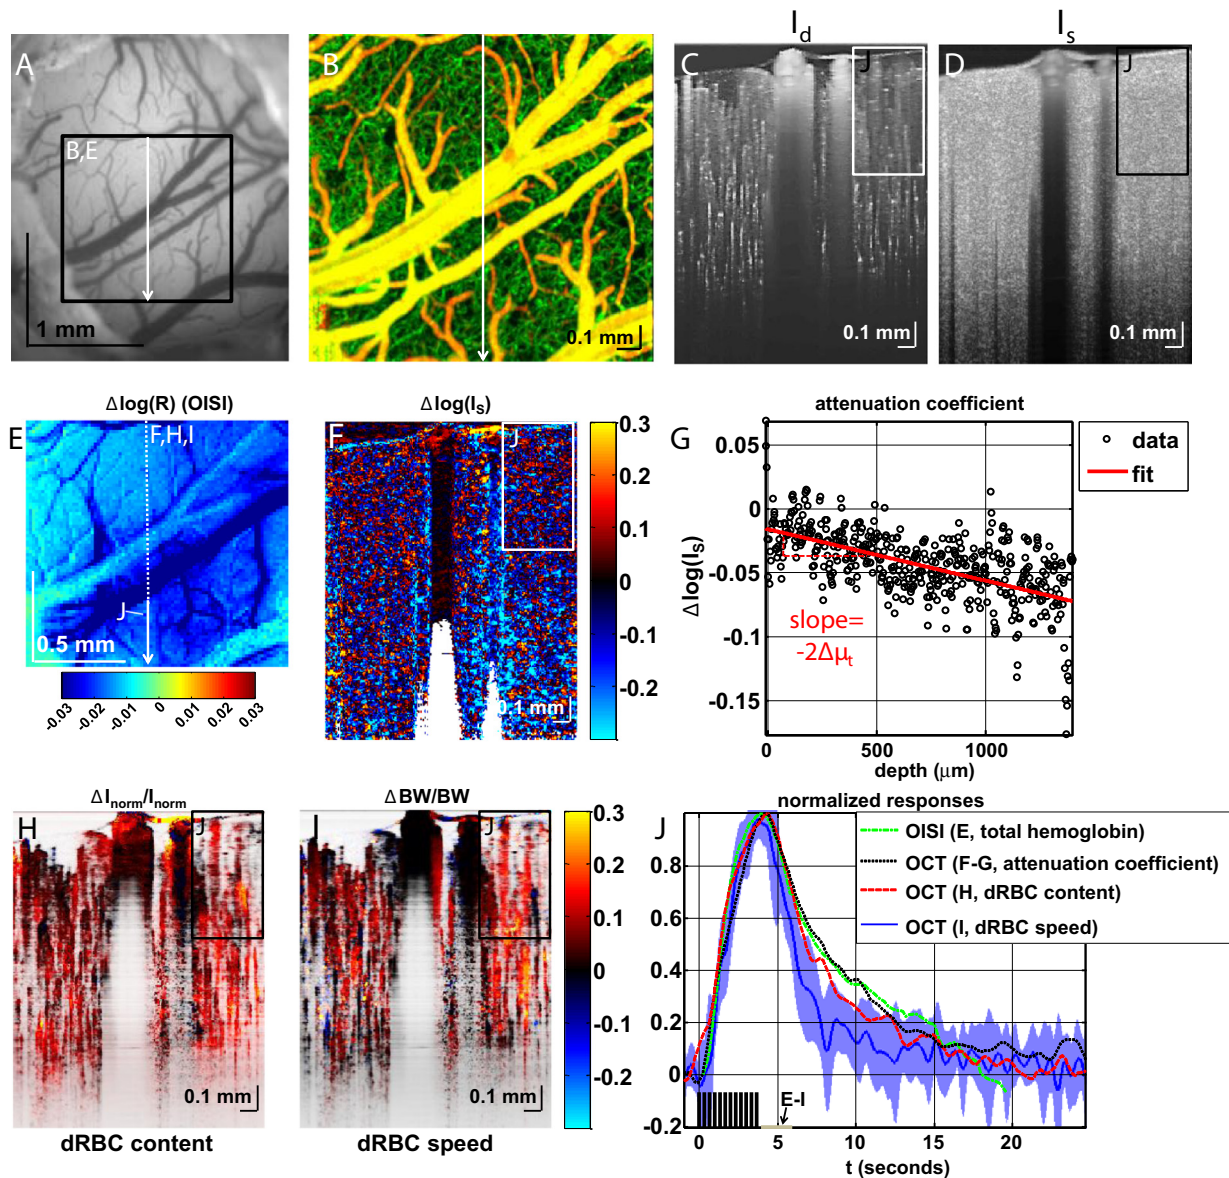 I_d
I_s
A
B,E
1 mm
B
0.1 mm
C
J
0.1 mm
D
J
0.1 mm
Δlog(R) (OISI)
E
F,H,I
J
0.5 mm
-0.03 -0.02 -0.01 0 0.01 0.02 0.03
Δlog(I_S)
F
J
0.1 mm
0.3
0.2
0.1
0
-0.1
-0.2
attenuation coefficient
G
0.05
0
-0.05
-0.1
-0.15
Δlog(I_S)
slope=
-2Δμ_t
0 500 1000
depth (μm)
data
fit
ΔI_norm/I_norm
H
J
0.1 mm
dRBC content
ΔBW/BW
I
J
0.1 mm
dRBC speed
0.3
0.2
0.1
0
-0.1
-0.2
normalized responses
J
OISI (E, total hemoglobin)
OCT (F-G, attenuation coefficient)
OCT (H, dRBC content)
OCT (I, dRBC speed)
1
0.8
0.6
0.4
0.2
0
-0.2
E-I
0 5 10 15 20
t (seconds)